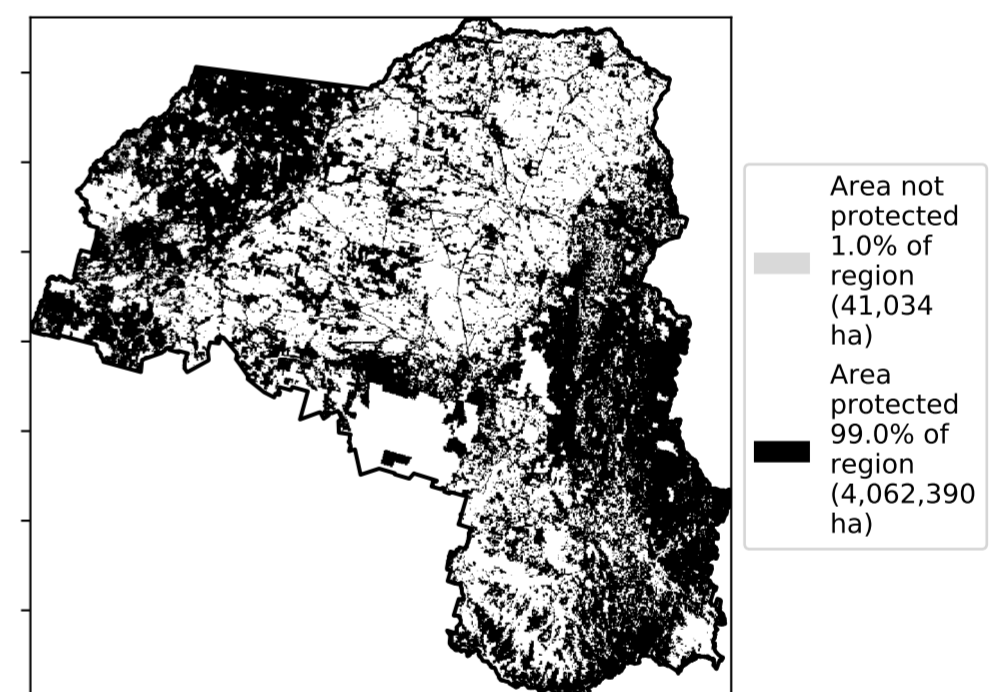 Area not
protected
1.0% of
region
(41,034
ha)
Area
protected
99.0% of
region
(4,062,390
ha)